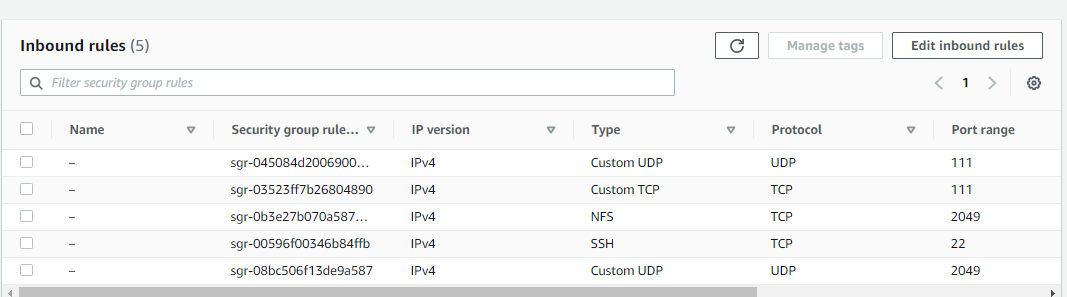 Inbound rules (5)
Manage tags
Edit inbound rules
Filter security group rules
1
Name Security group rule... IP version Type Protocol Port range
– sgr-045084d2006900... IPv4 Custom UDP UDP 111
– sgr-03523ff7b26804890 IPv4 Custom TCP TCP 111
– sgr-0b3e27b070a587... IPv4 NFS TCP 2049
– sgr-00596f00346b84ffb IPv4 SSH TCP 22
– sgr-08bc506f13de9a587 IPv4 Custom UDP UDP 2049